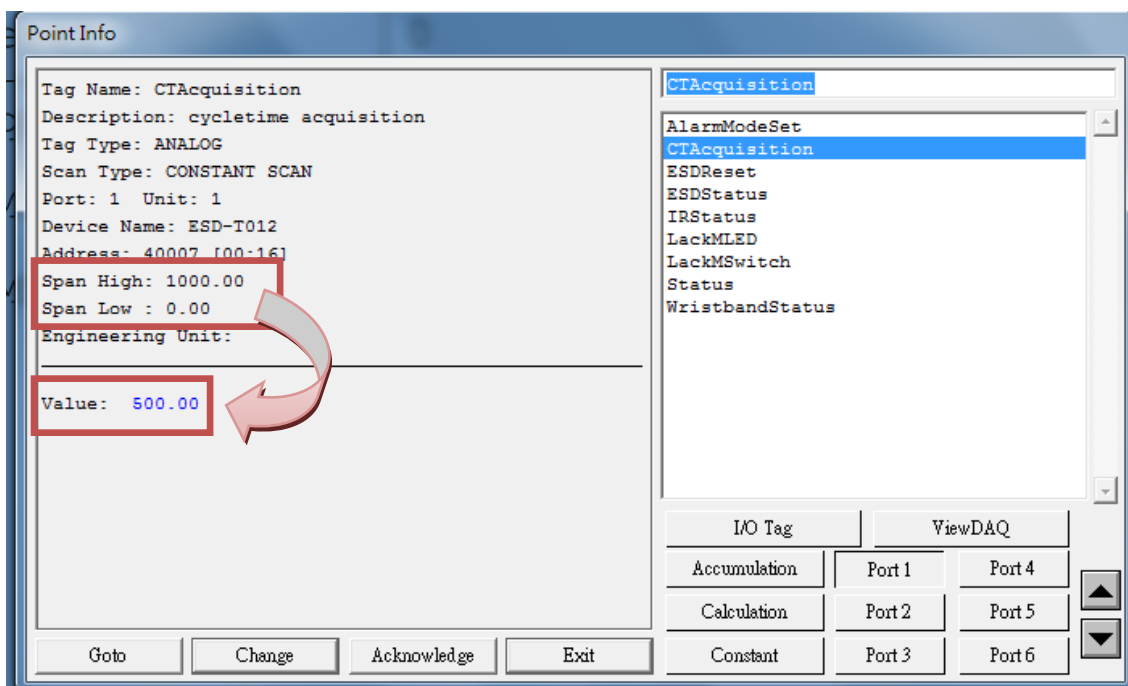 Point Info
Tag Name: CTAcquisition
Description: cycletime acquisition
Tag Type: ANALOG
Scan Type: CONSTANT SCAN
Port: 1  Unit: 1
Device Name: ESD-T012
Address: 40007 [00:16]
Span High: 1000.00
Span Low : 0.00
Engineering Unit:
Value: 500.00
CTAcquisition
AlarmModeSet
CTAcquisition
ESDReset
ESDStatus
IRStatus
LackMLED
LackMSwitch
Status
WristbandStatus
I/O Tag ViewDAQ
Accumulation Port 1 Port 4
Calculation Port 2 Port 5
Constant Port 3 Port 6
Goto Change Acknowledge Exit